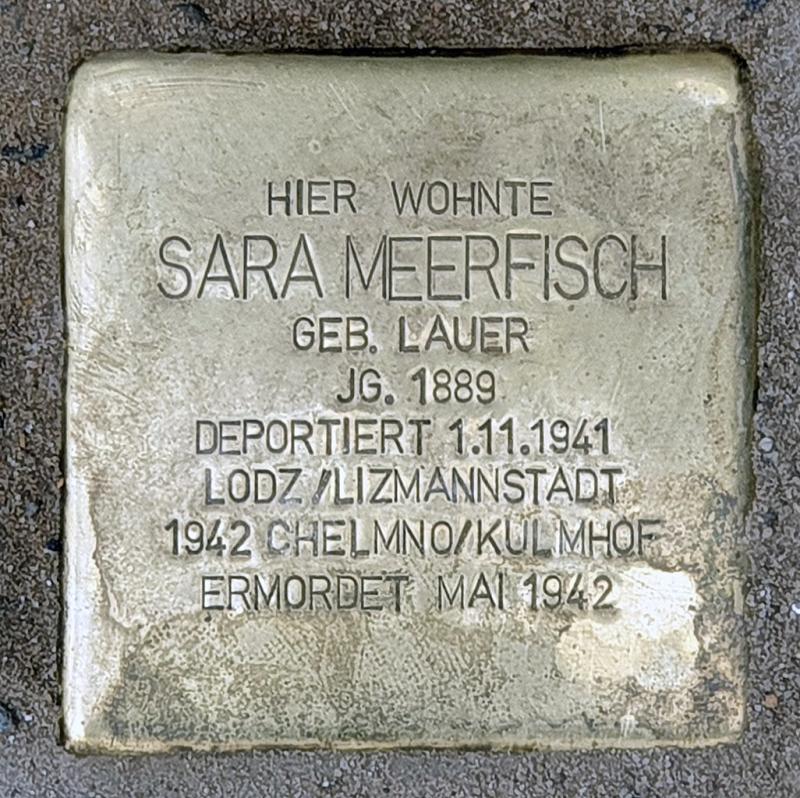 HIER WOHNTE
SARA MEERFISCH
GEB. LAUER
JG. 1889
DEPORTIERT 1.11.1941
LODZ/LIZMANNSTADT
1942 CHELMNO/KULMHOF
ERMORDET MAI 1942